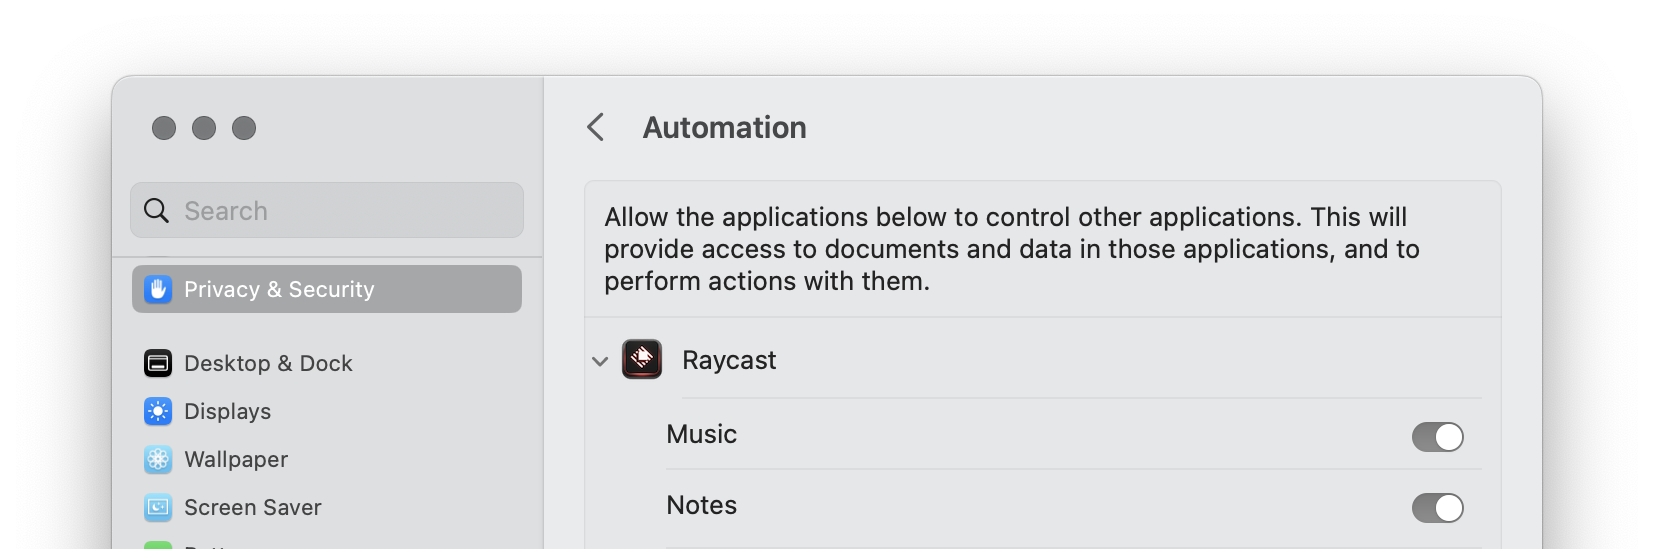 Search
Privacy & Security
Desktop & Dock
Displays
Wallpaper
Screen Saver
Automation
Allow the applications below to control other applications. This will
provide access to documents and data in those applications, and to
perform actions with them.
Raycast
Music
Notes